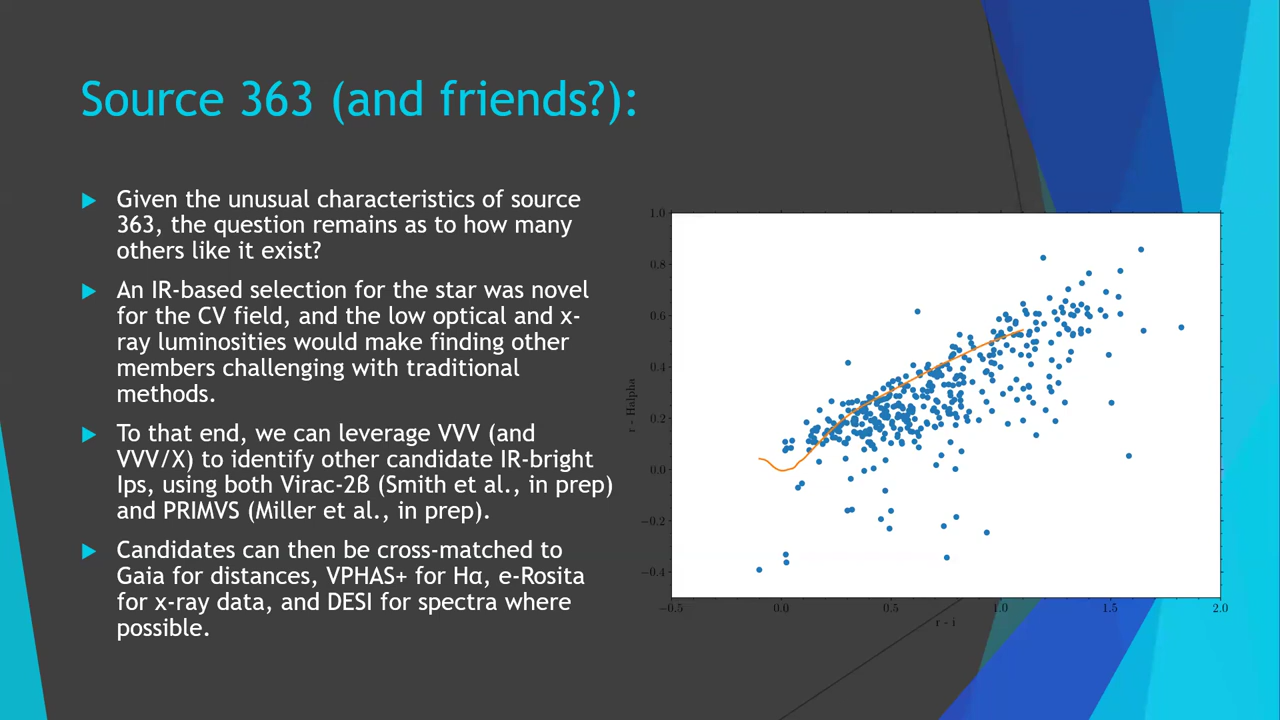 Source 363 (and friends?):
Given the unusual characteristics of source
363, the question remains as to how many
others like it exist?
An IR-based selection for the star was novel
for the CV field, and the low optical and x-
ray luminosities would make finding other
members challenging with traditional
methods.
To that end, we can leverage VVV (and
VVV/X) to identify other candidate IR-bright
Ips, using both Virac-2β (Smith et al., in prep)
and PRIMVS (Miller et al., in prep).
Candidates can then be cross-matched to
Gaia for distances, VPHAS+ for Hα, e-Rosita
for x-ray data, and DESI for spectra where
possible.
1.0
0.8
0.6
0.4
0.2
0.0
−0.2
−0.4
r - Halpha
−0.5 0.0 0.5 1.0 1.5 2.0
r - i